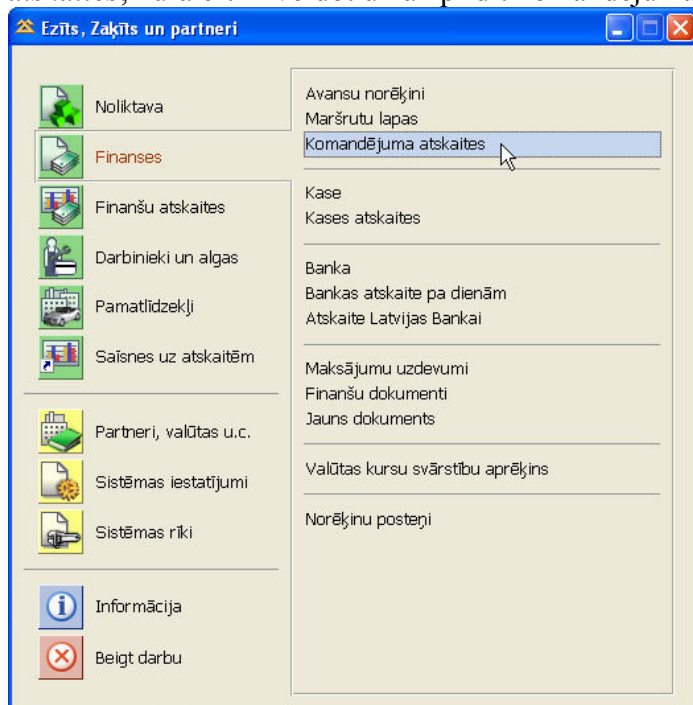 Ezīts, Zaķīts un partneri
Noliktava
Finanses
Finanšu atskaites
Darbinieki un algas
Pamatlīdzekļi
Saīsnes uz atskaitēm
Partneri, valūtas u.c.
Sistēmas iestatījumi
Sistēmas rīki
Informācija
Beigt darbu
Avansu norēķini
Maršrutu lapas
Komandējuma atskaites
Kase
Kases atskaites
Banka
Bankas atskaite pa dienām
Atskaite Latvijas Bankai
Maksājumu uzdevumi
Finanšu dokumenti
Jauns dokuments
Valūtas kursu svārstību aprēķins
Norēķinu posteņi